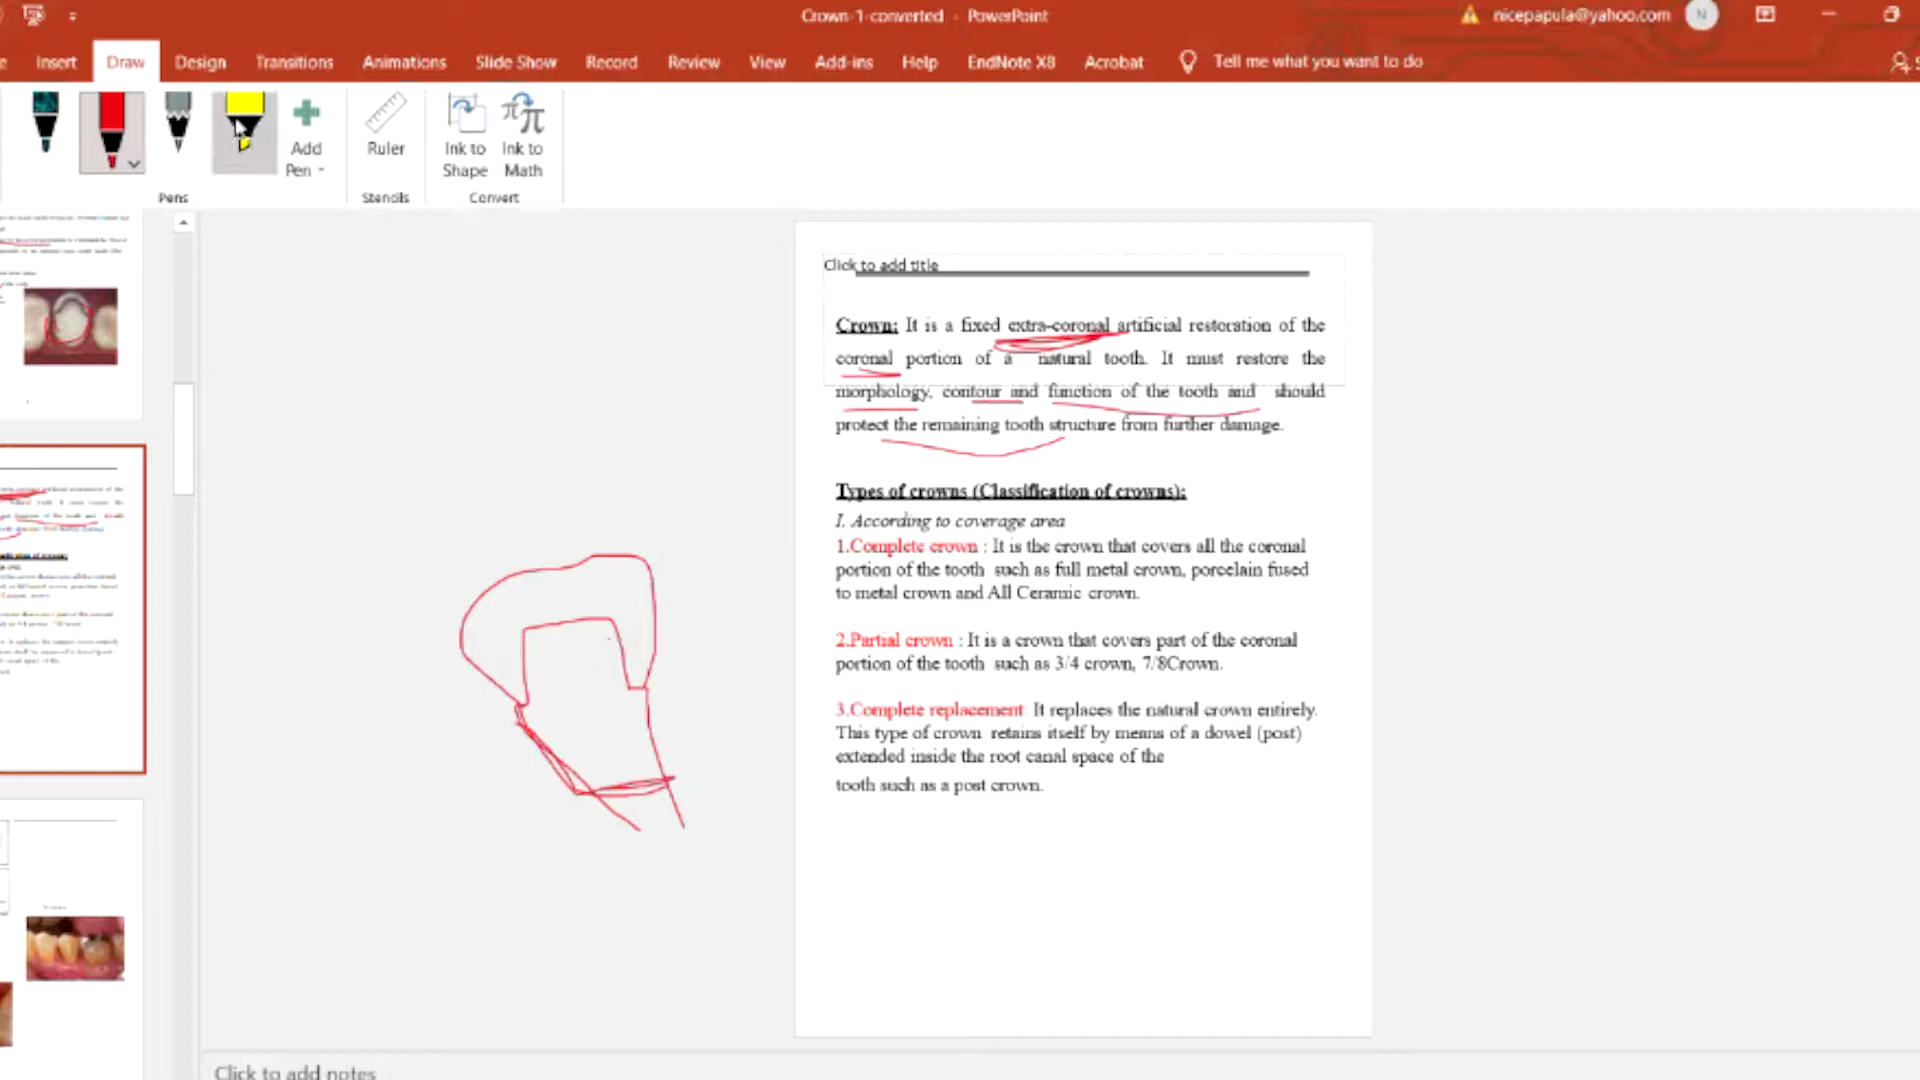 Crown-1-converted - PowerPoint
nicepapula@yahoo.com
N
Insert Draw Design Transitions Animations Slide Show Record Review View Add-ins Help EndNote X8 Acrobat Tell me what you want to do
Add Pen
Ruler
Ink to Shape
Ink to Math
Pens
Stencils
Convert
Click to add title
Crown: It is a fixed extra-coronal artificial restoration of the
coronal portion of a natural tooth. It must restore the
morphology, contour and function of the tooth and should
protect the remaining tooth structure from further damage.
Types of crowns (Classification of crowns):
I. According to coverage area
1.Complete crown : It is the crown that covers all the coronal
portion of the tooth such as full metal crown, porcelain fused
to metal crown and All Ceramic crown.
2.Partial crown : It is a crown that covers part of the coronal
portion of the tooth such as 3/4 crown, 7/8Crown.
3.Complete replacement: It replaces the natural crown entirely.
This type of crown retains itself by means of a dowel (post)
extended inside the root canal space of the
tooth such as a post crown.
Click to add notes